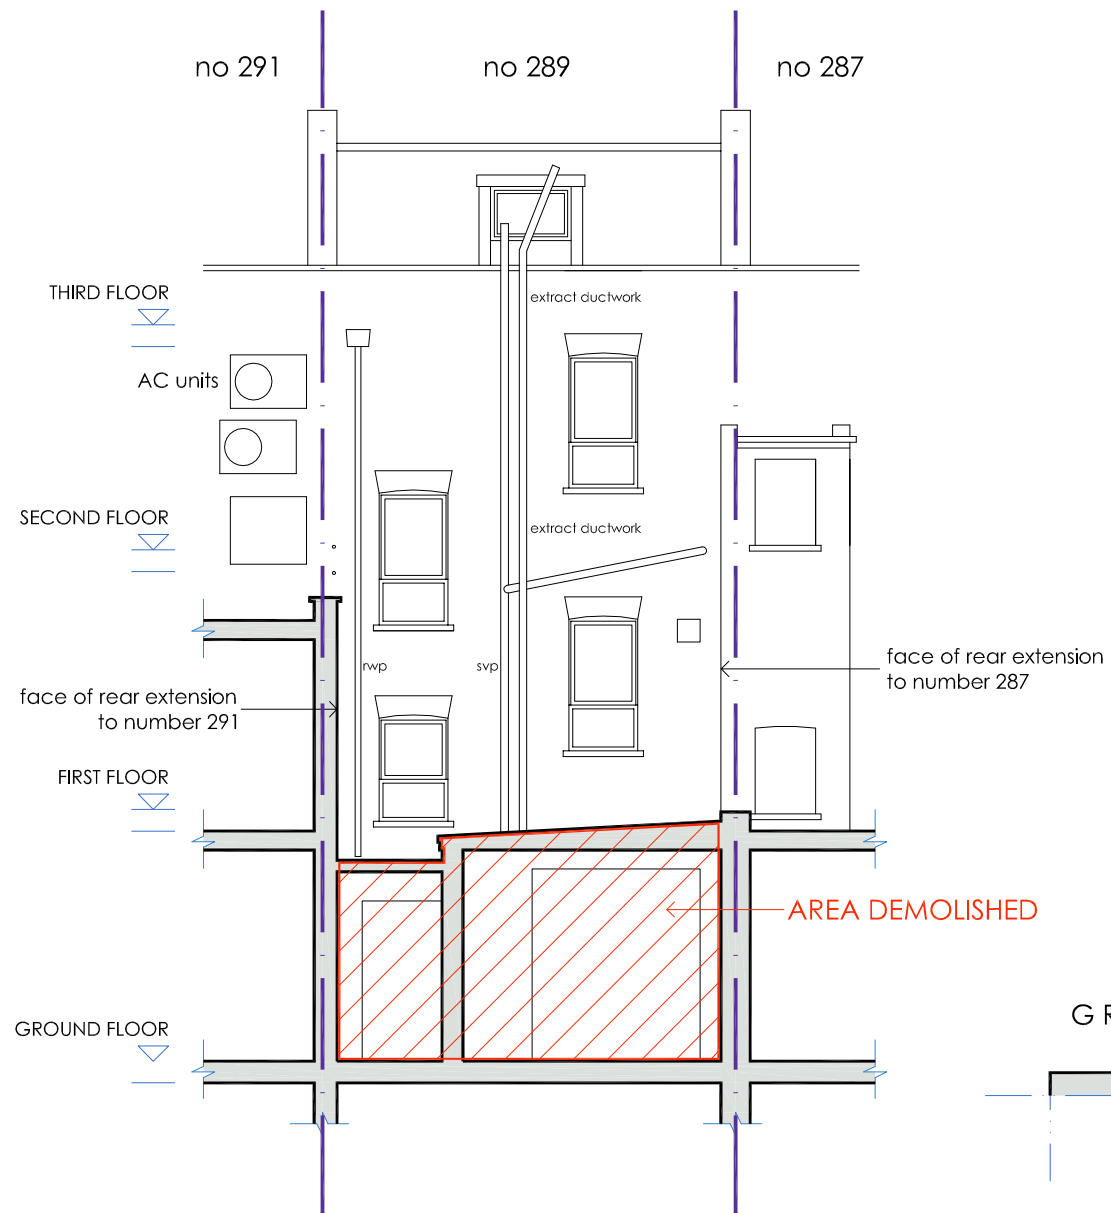 no 291
no 289
no 287
THIRD FLOOR
extract ductwork
AC units
SECOND FLOOR
extract ductwork
rwp
svp
face of rear extension
to number 287
face of rear extension
to number 291
FIRST FLOOR
AREA DEMOLISHED
G R
GROUND FLOOR